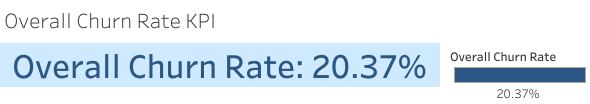 Overall Churn Rate KPI
Overall Churn Rate: 20.37%
Overall Churn Rate
20.37%